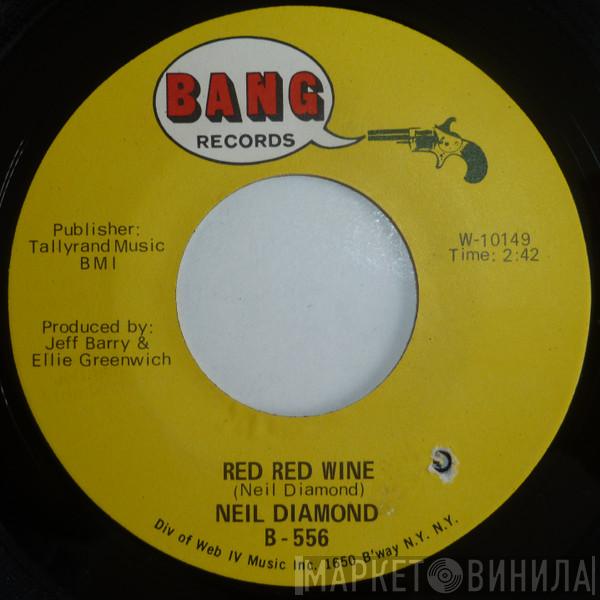 BANG
RECORDS
Publisher:
Tallyrand Music
BMI
W-10149
Time: 2:42
Produced by:
Jeff Barry &
Ellie Greenwich
RED RED WINE
(Neil Diamond)
NEIL DIAMOND
B-556
Div of Web IV Music Inc. 1650 B'way N.Y. N.Y.
МАРКЕТ ВИНИЛА